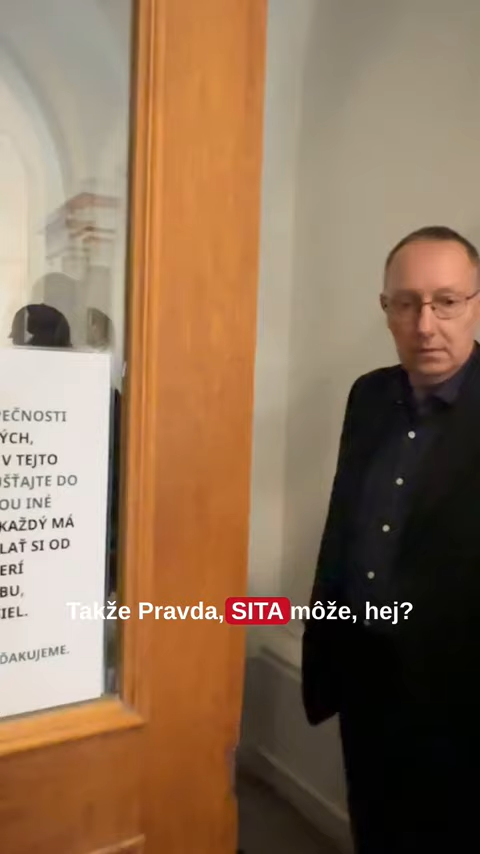 PEČNOSTI
ÝCH,
V TEJTO
ÚŠŤAJTE DO
OU INÉ
KAŽDÝ MÁ
LAŤ SI OD
ERÍ
BU,
IEL.
ĎAKUJEME.
Takže Pravda, SITA môže, hej?